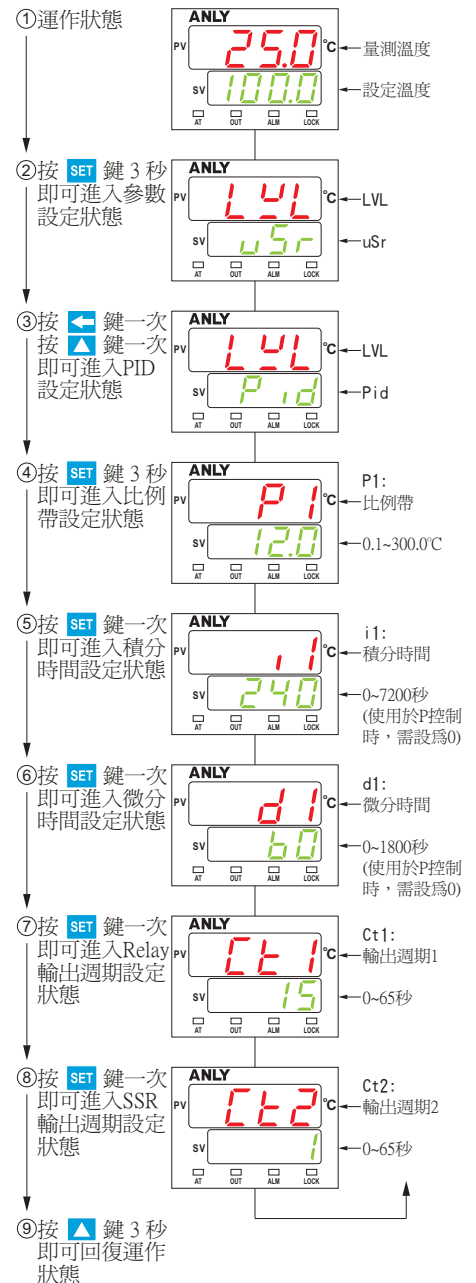 ①運作狀態
ANLY
PV 25.0 °C
量測溫度
SV 100.0
設定溫度
AT OUT ALM LOCK
②按 SET 鍵 3 秒
即可進入參數
設定狀態
ANLY
PV LVL °C
LVL
SV uSr
uSr
AT OUT ALM LOCK
③按 鍵一次
按 鍵一次
即可進入PID
設定狀態
ANLY
PV LVL °C
LVL
SV Pid
Pid
AT OUT ALM LOCK
④按 SET 鍵 3 秒
即可進入比例
帶設定狀態
ANLY
PV P1 °C
P1:
比例帶
SV 12.0
0.1~300.0℃
AT OUT ALM LOCK
⑤按 SET 鍵一次
即可進入積分
時間設定狀態
ANLY
PV i1 °C
i1:
積分時間
SV 240
0~7200秒
(使用於P控制
時，需設爲0)
AT OUT ALM LOCK
⑥按 SET 鍵一次
即可進入微分
時間設定狀態
ANLY
PV d1 °C
d1:
微分時間
SV 60
0~1800秒
(使用於P控制
時，需設爲0)
AT OUT ALM LOCK
⑦按 SET 鍵一次
即可進入Relay
輸出週期設定
狀態
ANLY
PV Ct1 °C
Ct1:
輸出週期1
SV 15
0~65秒
AT OUT ALM LOCK
⑧按 SET 鍵一次
即可進入SSR
輸出週期設定
狀態
ANLY
PV Ct2 °C
Ct2:
輸出週期2
SV 1
0~65秒
AT OUT ALM LOCK
⑨按 鍵 3 秒
即可回復運作
狀態